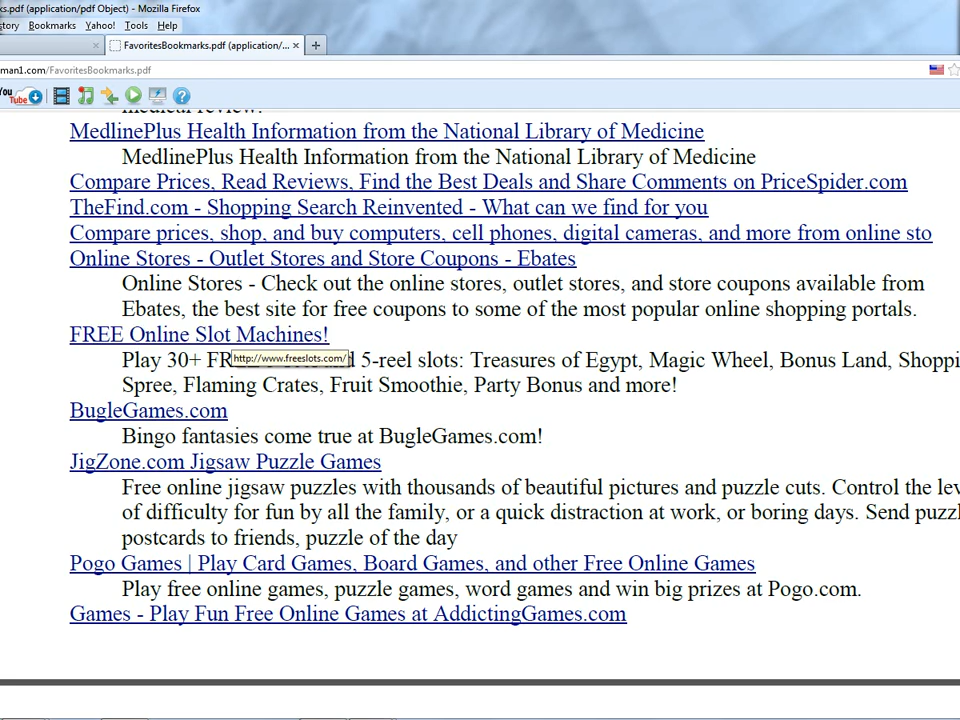 ks.pdf (application/pdf Object) - Mozilla Firefox
story Bookmarks Yahoo! Tools Help
FavoritesBookmarks.pdf (application/... × +
man1.com/FavoritesBookmarks.pdf
You Tube
medical review.
MedlinePlus Health Information from the National Library of Medicine
MedlinePlus Health Information from the National Library of Medicine
Compare Prices, Read Reviews, Find the Best Deals and Share Comments on PriceSpider.com
TheFind.com - Shopping Search Reinvented - What can we find for you
Compare prices, shop, and buy computers, cell phones, digital cameras, and more from online sto
Online Stores - Outlet Stores and Store Coupons - Ebates
Online Stores - Check out the online stores, outlet stores, and store coupons available from
Ebates, the best site for free coupons to some of the most popular online shopping portals.
FREE Online Slot Machines!
http://www.freeslots.com/
Play 30+ FR 5-reel slots: Treasures of Egypt, Magic Wheel, Bonus Land, Shoppi
Spree, Flaming Crates, Fruit Smoothie, Party Bonus and more!
BugleGames.com
Bingo fantasies come true at BugleGames.com!
JigZone.com Jigsaw Puzzle Games
Free online jigsaw puzzles with thousands of beautiful pictures and puzzle cuts. Control the lev
of difficulty for fun by all the family, or a quick distraction at work, or boring days. Send puzzl
postcards to friends, puzzle of the day
Pogo Games | Play Card Games, Board Games, and other Free Online Games
Play free online games, puzzle games, word games and win big prizes at Pogo.com.
Games - Play Fun Free Online Games at AddictingGames.com